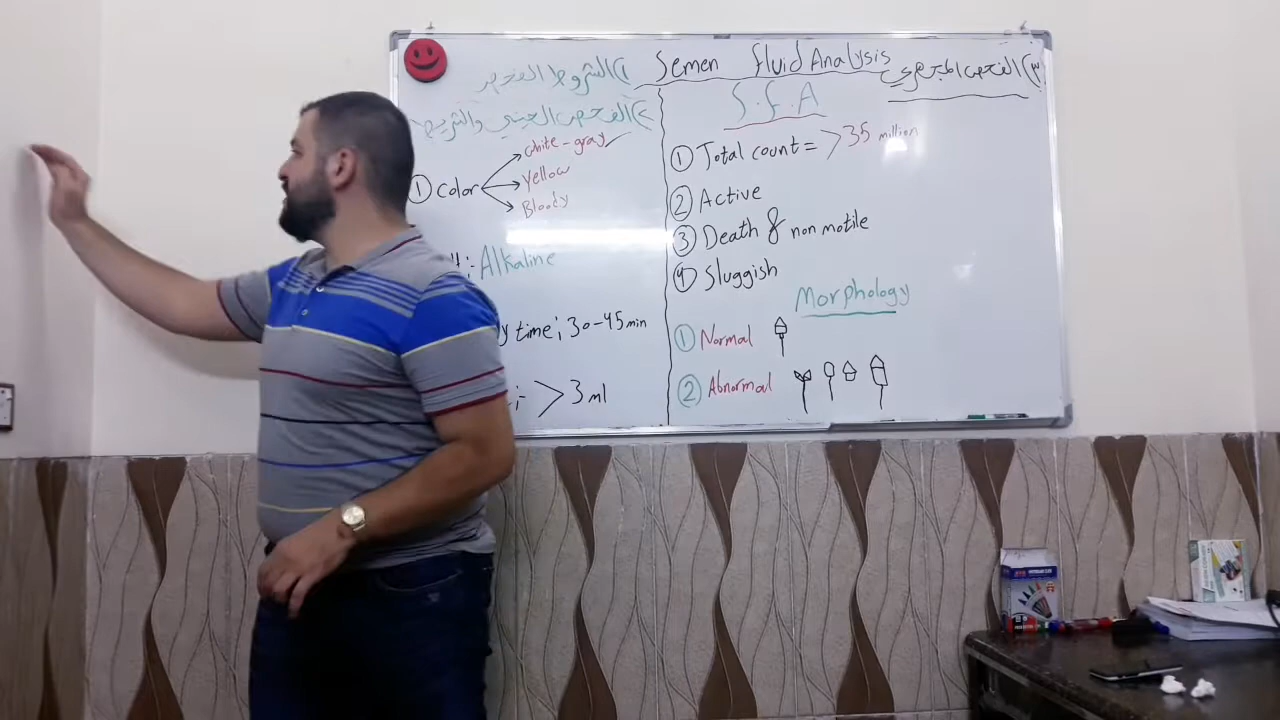 Semen fluid Analysis
S.F.A
١) الشروط الفحص
٢) الفحص العيني والفيزيا
① Color
white-gray ✓
Yellow
Bloody
Alkaline
time; 30-45 min
> 3 ml
٣) الفحص المجهري
① Total count = > 35 million
② Active
③ Death & non motile
④ Sluggish
Morphology
① Normal
② Abnormal